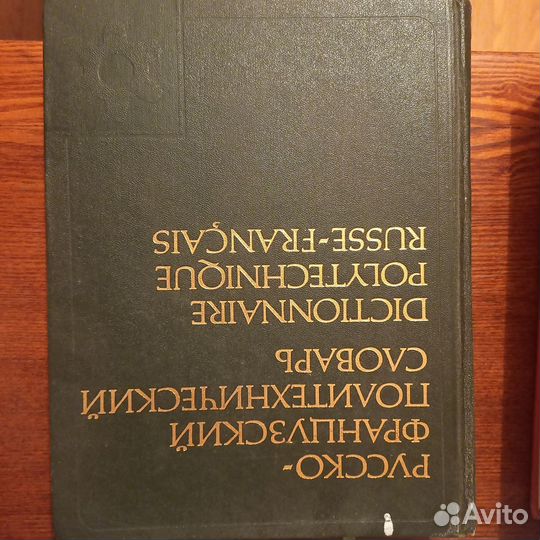 РУССКО-
ФРАНЦУЗСКИЙ
ПОЛИТЕХНИЧЕСКИЙ
СЛОВАРЬ
DICTIONNAIRE
POLYTECHNIQUE
RUSSE-FRANÇAIS
Avito